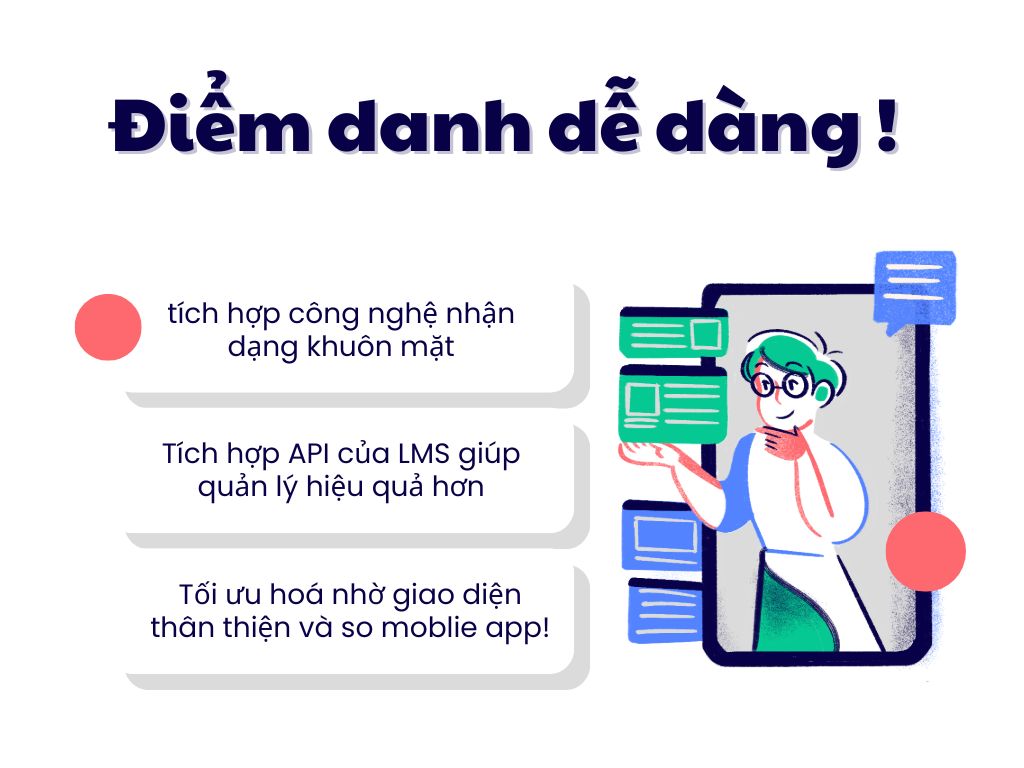 Điểm danh dễ dàng !
tích hợp công nghệ nhận
dạng khuôn mặt
Tích hợp API của LMS giúp
quản lý hiệu quả hơn
Tối ưu hoá nhờ giao diện
thân thiện và so moblie app!